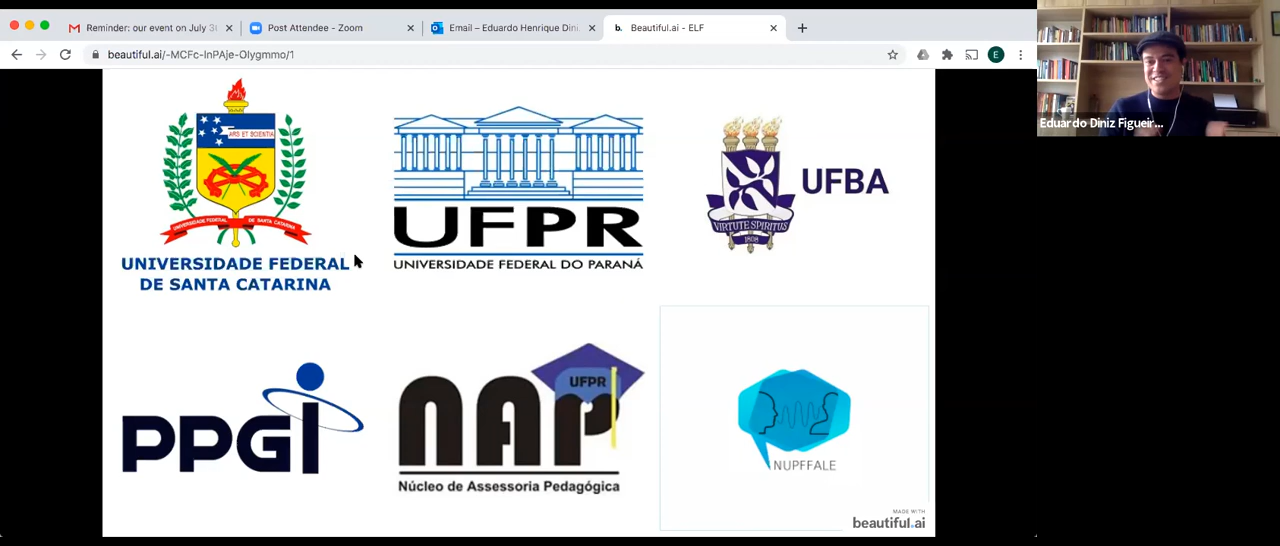 Reminder: our event on July 3
Post Attendee - Zoom
Email – Eduardo Henrique Dini
Beautiful.ai - ELF
beautiful.ai/-MCFc-InPAje-Olygmmo/1
E
Eduardo Diniz Figueir...
ARS ET SCIENTIA
UNIVERSIDADE FEDERAL DE SANTA CATARINA
UNIVERSIDADE FEDERAL
DE SANTA CATARINA
UFPR
UNIVERSIDADE FEDERAL DO PARANÁ
UFBA
VIRTUTE SPIRITUS
1808
PPGI
UFPR
NAP
Núcleo de Assessoria Pedagógica
NUPFFALE
MADE WITH
beautiful.ai